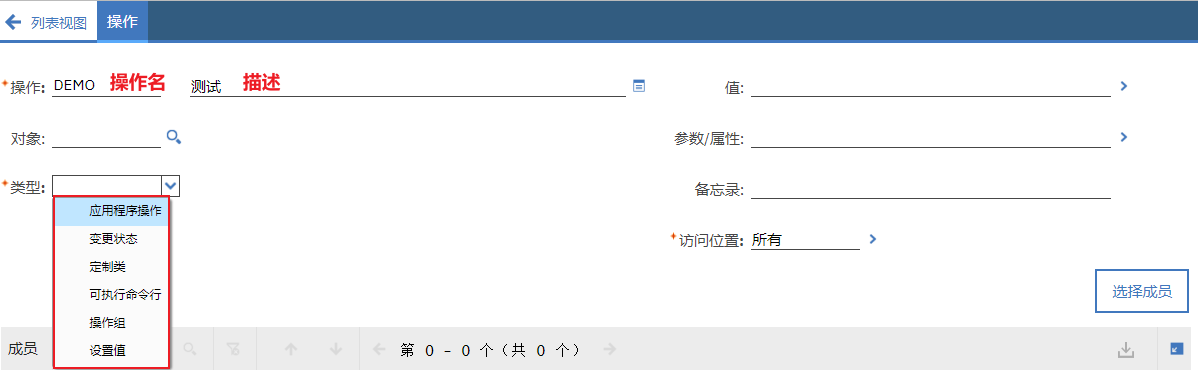 列表视图 操作
*操作: DEMO 操作名 测试 描述 值:
对象: 参数/属性:
*类型: 备忘录:
应用程序操作
变更状态
*访问位置: 所有
定制类
可执行命令行
选择成员
操作组
成员 第 0 - 0 个（共 0 个）
设置值